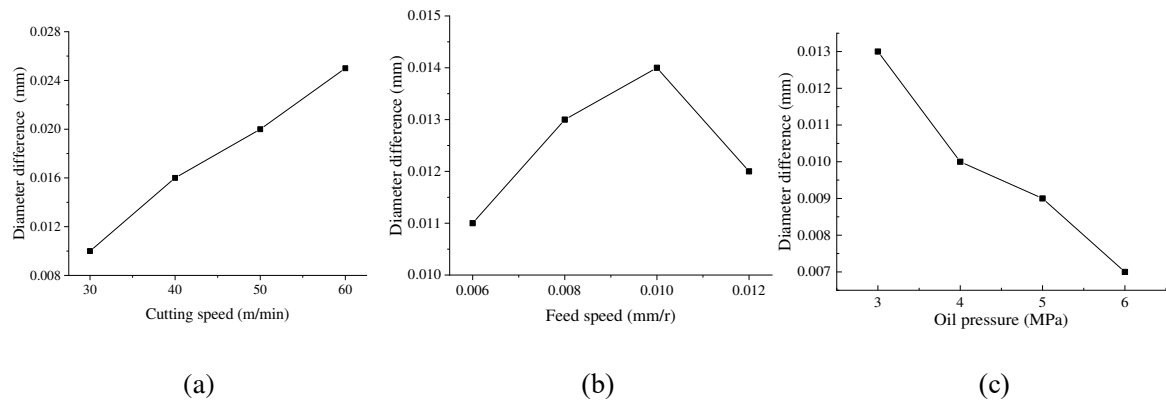 0.028
0.024
0.020
0.016
0.012
0.008
Diameter difference (mm)
30 40 50 60
Cutting speed (m/min)
(a)
0.015
0.014
0.013
0.012
0.011
0.010
Diameter difference (mm)
0.006 0.008 0.010 0.012
Feed speed (mm/r)
(b)
0.013
0.012
0.011
0.010
0.009
0.008
0.007
Diameter difference (mm)
3 4 5 6
Oil pressure (MPa)
(c)